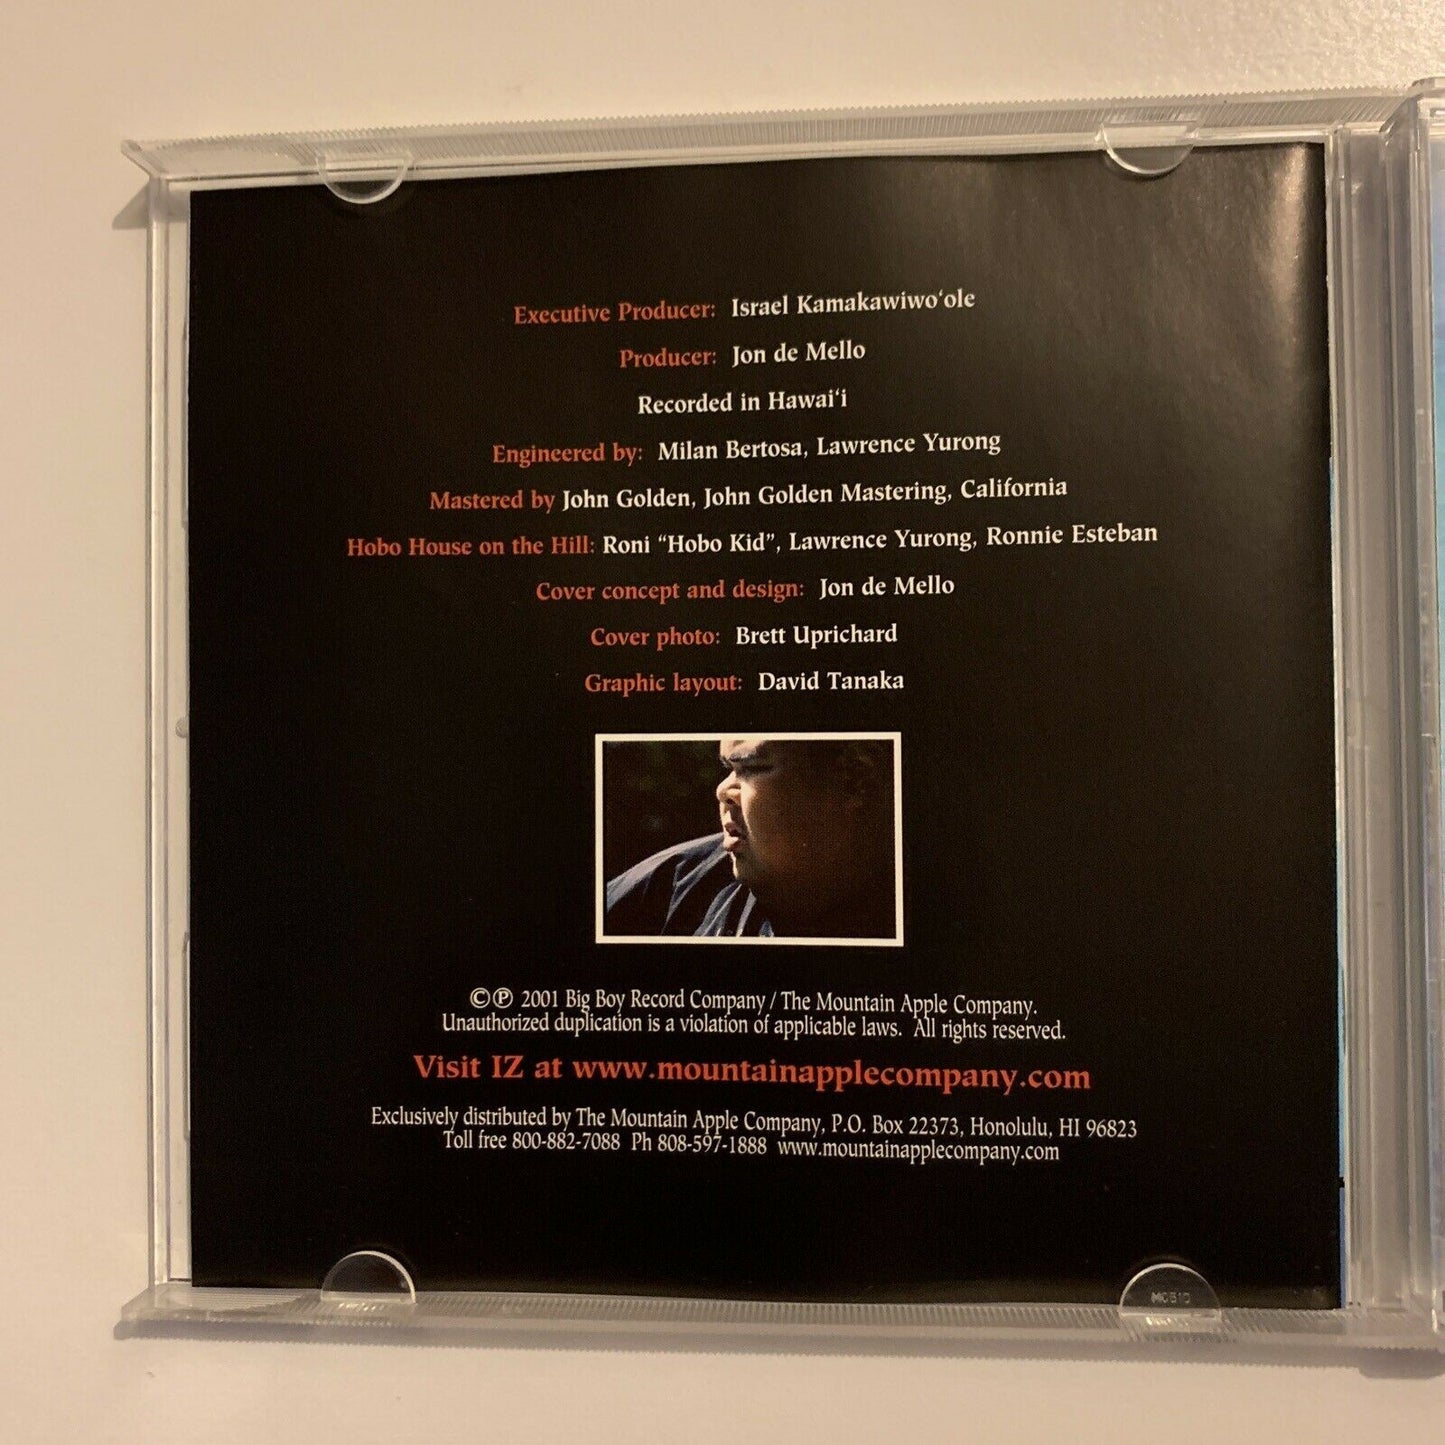 Executive Producer: Israel Kamakawiwo‘ole
Producer: Jon de Mello
Recorded in Hawai‘i
Engineered by: Milan Bertosa, Lawrence Yurong
Mastered by John Golden, John Golden Mastering, California
Hobo House on the Hill: Roni “Hobo Kid”, Lawrence Yurong, Ronnie Esteban
Cover concept and design: Jon de Mello
Cover photo: Brett Uprichard
Graphic layout: David Tanaka
©℗ 2001 Big Boy Record Company / The Mountain Apple Company.
Unauthorized duplication is a violation of applicable laws. All rights reserved.
Visit IZ at www.mountainapplecompany.com
Exclusively distributed by The Mountain Apple Company, P.O. Box 22373, Honolulu, HI 96823
Toll free 800-882-7088 Ph 808-597-1888 www.mountainapplecompany.com